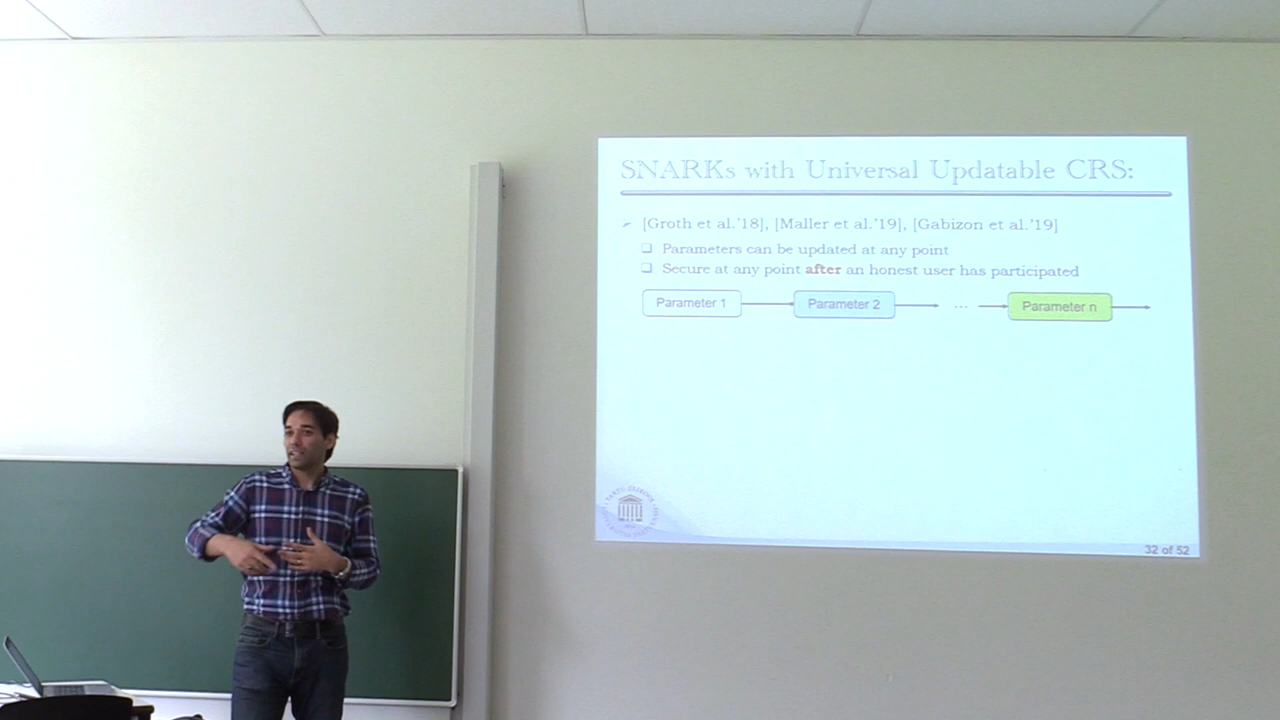 SNARKs with Universal Updatable CRS:
[Groth et al.'18], [Maller et al.'19], [Gabizon et al.'19]
Parameters can be updated at any point
Secure at any point after an honest user has participated
Parameter 1
Parameter 2
...
Parameter n
32 of 52